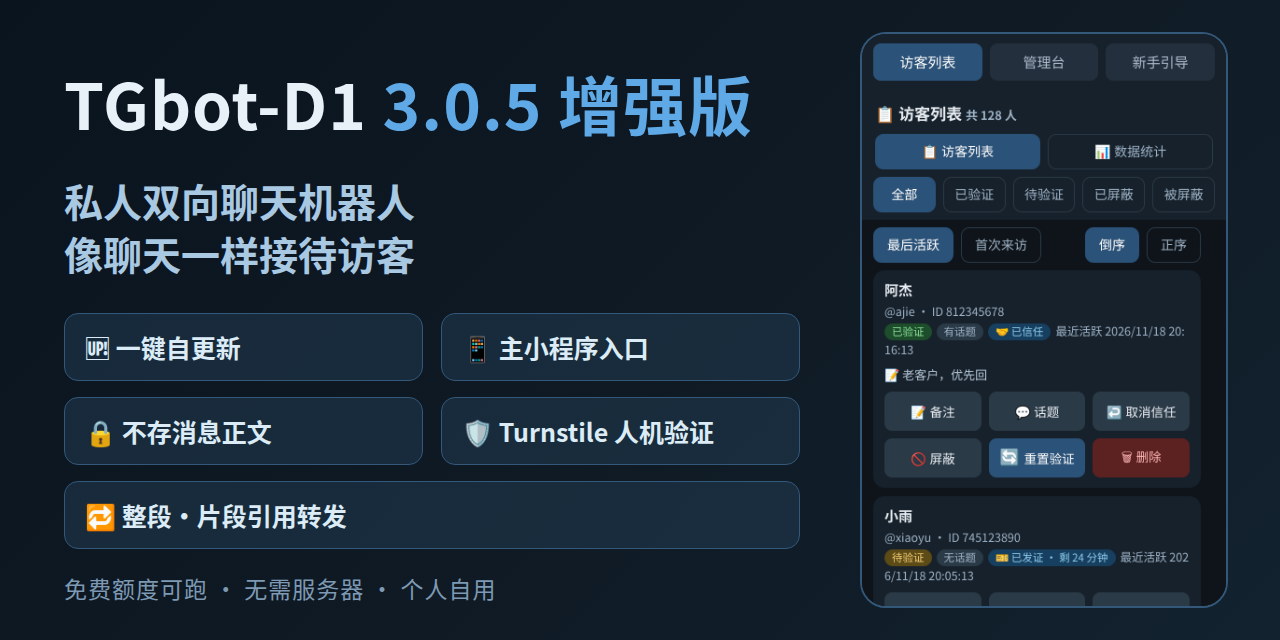 TGbot-D1 3.0.5 增强版
私人双向聊天机器人
像聊天一样接待访客
🆙 一键自更新
📱 主小程序入口
🔒 不存消息正文
🛡️ Turnstile 人机验证
🔁 整段·片段引用转发
免费额度可跑 · 无需服务器 · 个人自用
访客列表 管理台 新手引导
📋 访客列表 共 128 人
📋 访客列表 📊 数据统计
全部 已验证 待验证 已屏蔽 被屏蔽
最后活跃 首次来访 倒序 正序
阿杰
@ajie · ID 812345678
已验证 有话题 🤝 已信任 最近活跃 2026/11/18 20:
16:13
📝 老客户，优先回
📝 备注 💬 话题 ↩️ 取消信任
🚫 屏蔽 🔄 重置验证 🗑 删除
小雨
@xiaoyu · ID 745123890
待验证 无话题 🎫 已发证 · 剩 24 分钟 最近活跃 202
6/11/18 20:05:13